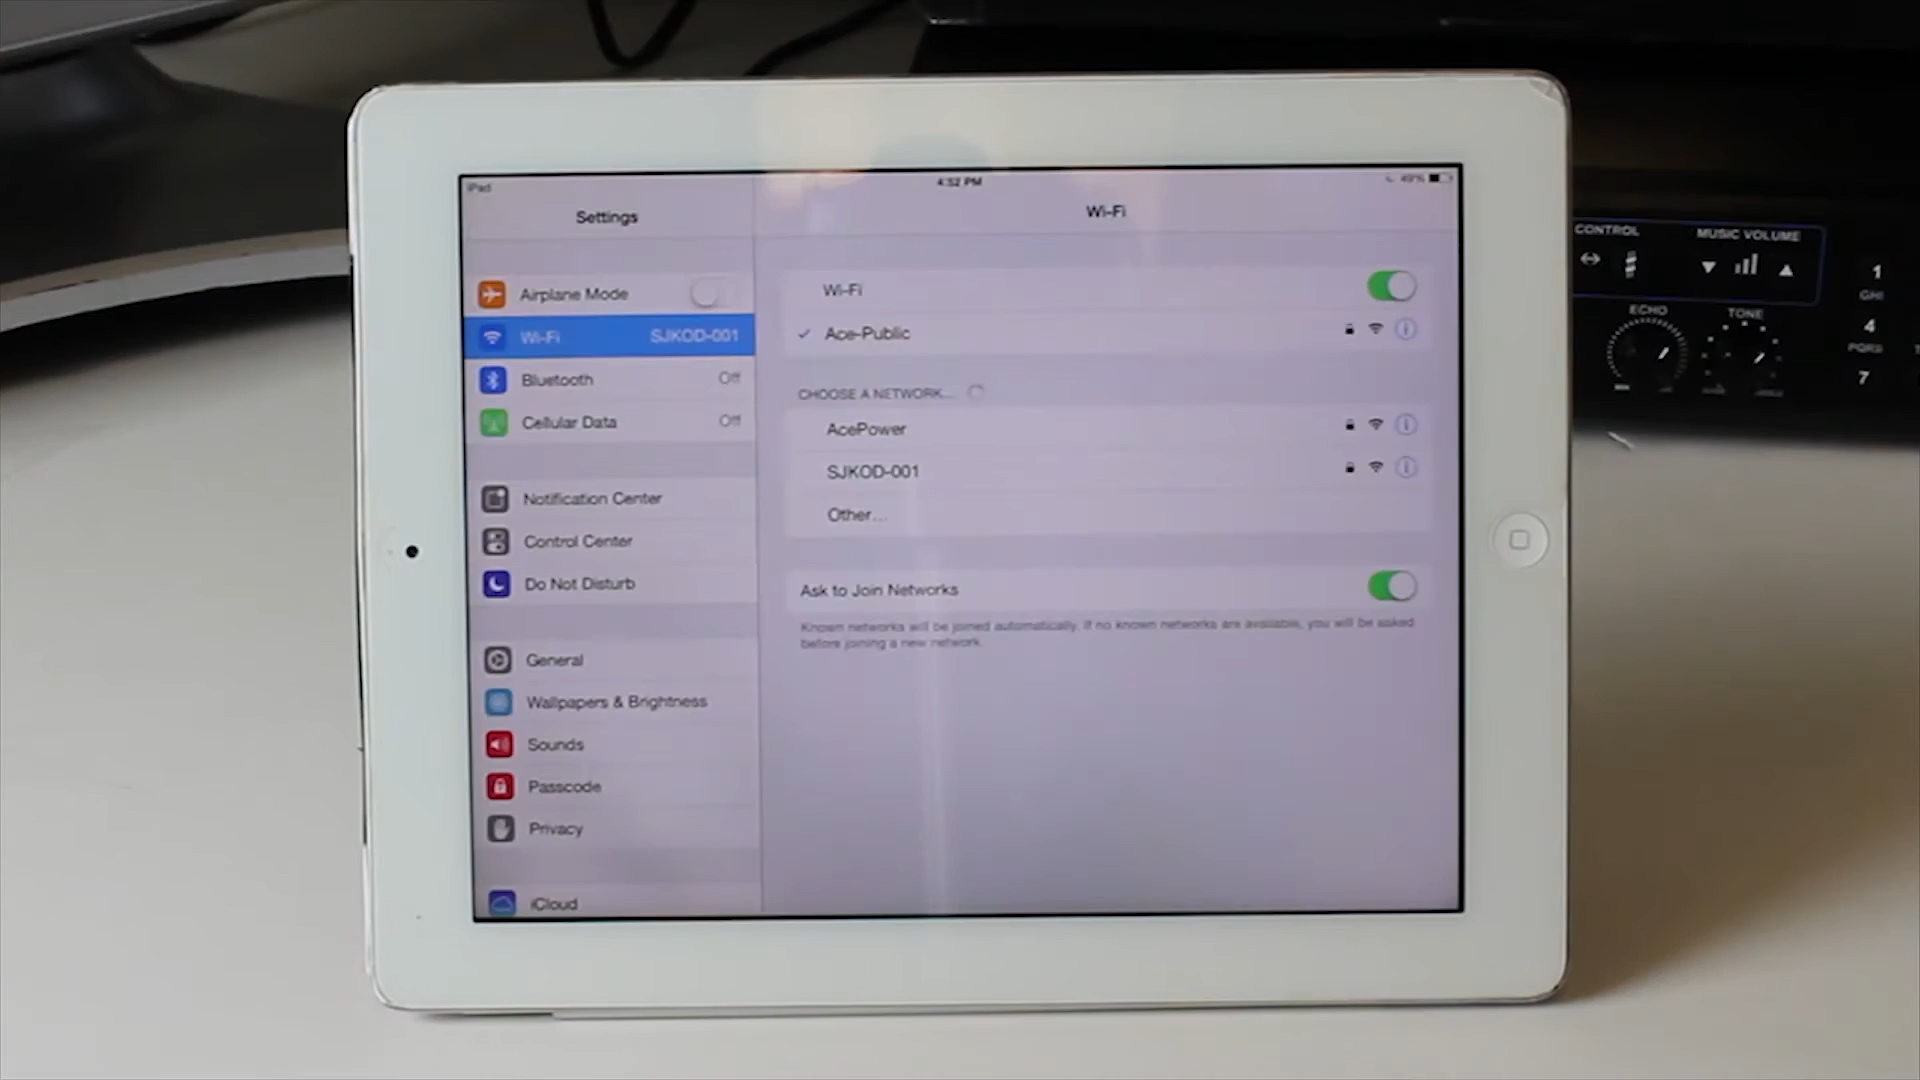 iPad
4:52 PM
49%
Settings
Wi-Fi
Airplane Mode
Wi-Fi SJKOD-001
Bluetooth Off
Cellular Data Off
Notification Center
Control Center
Do Not Disturb
General
Wallpapers & Brightness
Sounds
Passcode
Privacy
iCloud
Wi-Fi
Ace-Public
CHOOSE A NETWORK...
AcePower
SJKOD-001
Other...
Ask to Join Networks
Known networks will be joined automatically. If no known networks are available, you will be asked
before joining a new network.
CONTROL
MUSIC VOLUME
ECHO
TONE
1
GHI
4
PQRS
7